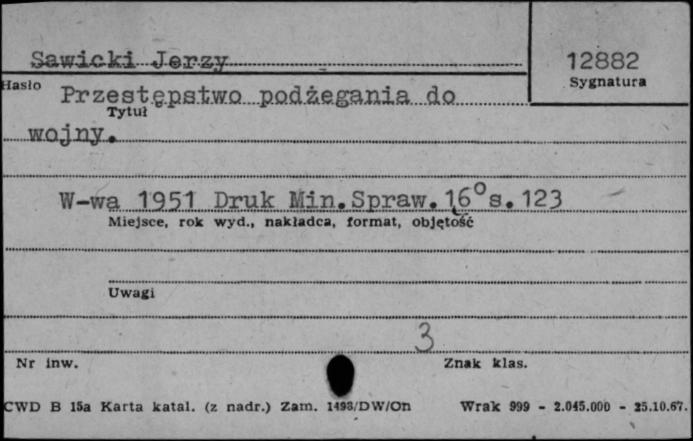 Sawicki Jerzy
12882
Hasło
Sygnatura
Przestępstwo podżegania do
Tytuł
wojny.
W-wa 1951 Druk Min.Spraw.16°s.123
Miejsce, rok wyd., nakładca, format, objętość
Uwagi
3
Nr inw.
Znak klas.
CWD B 15a Karta katal. (z nadr.) Zam. 1498/DW/On
Wrak 999 - 2.045.000 - 25.10.67.